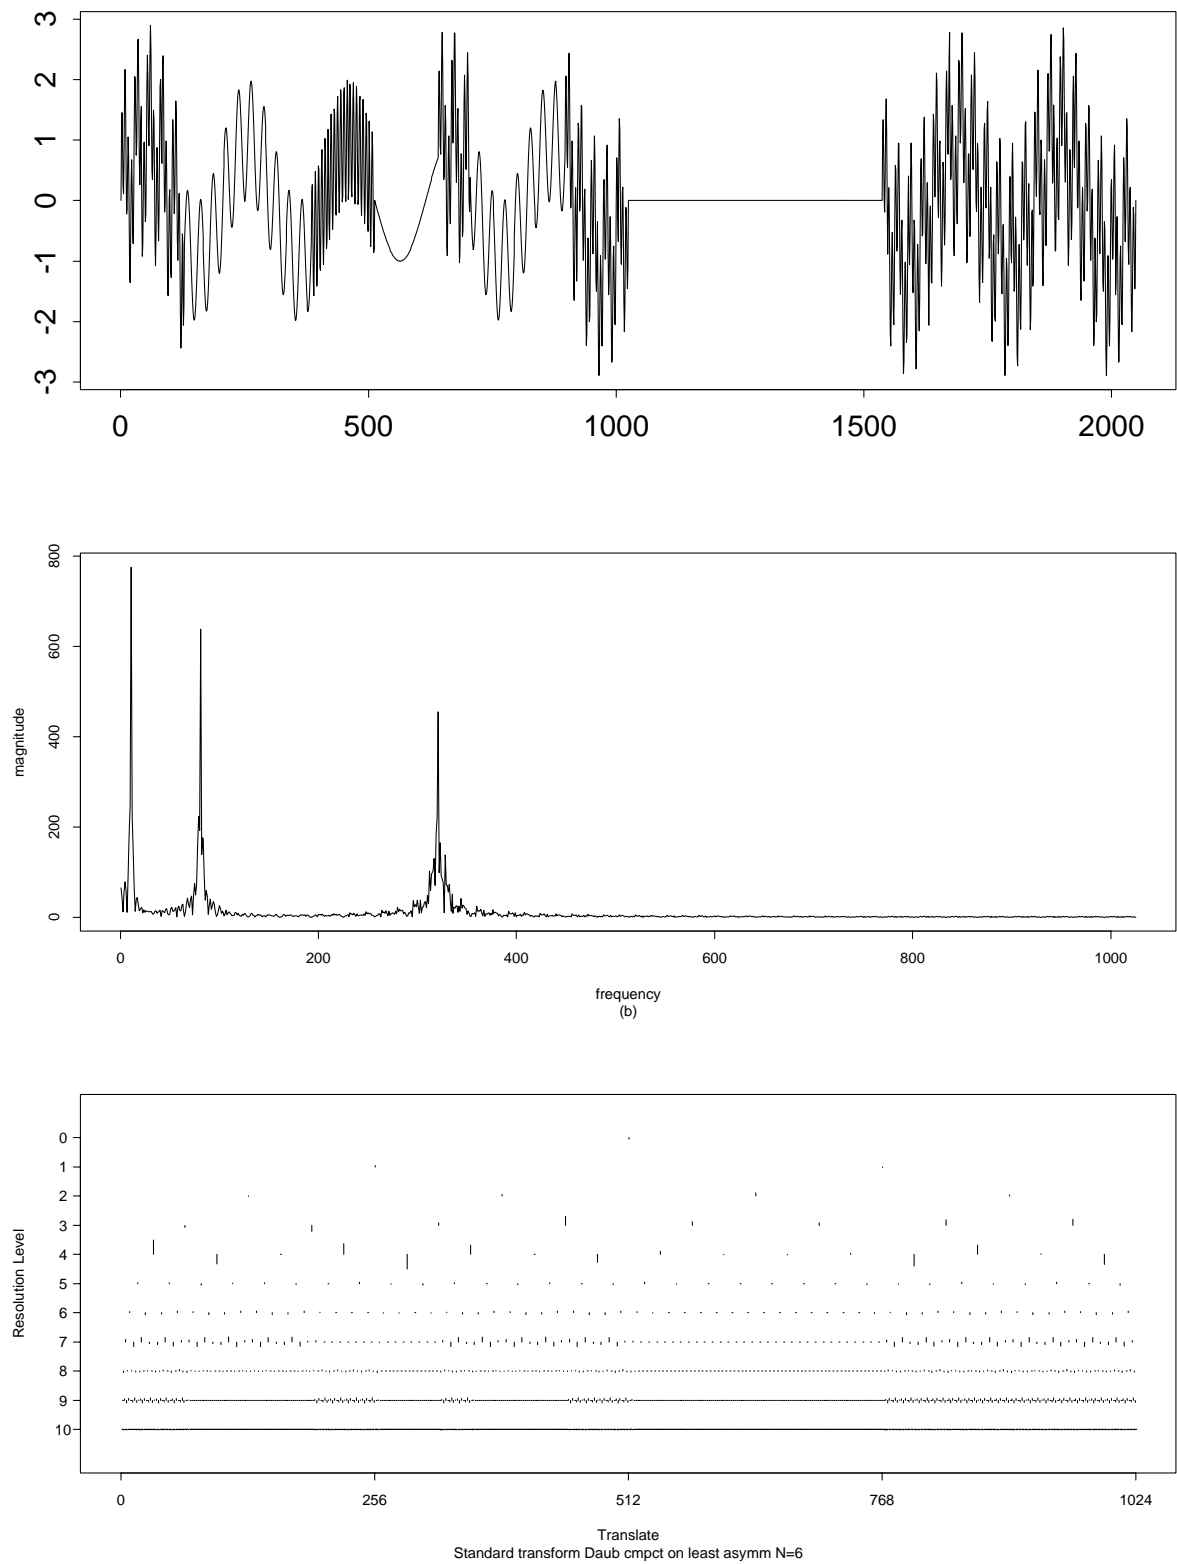 3
2
1
0
-1
-2
-3
0 500 1000 1500 2000
800
600
400
200
0
magnitude
0 200 400 600 800 1000
frequency
(b)
0
1
2
3
4
5
6
7
8
9
10
Resolution Level
0 256 512 768 1024
Translate
Standard transform Daub cmpct on least asymm N=6